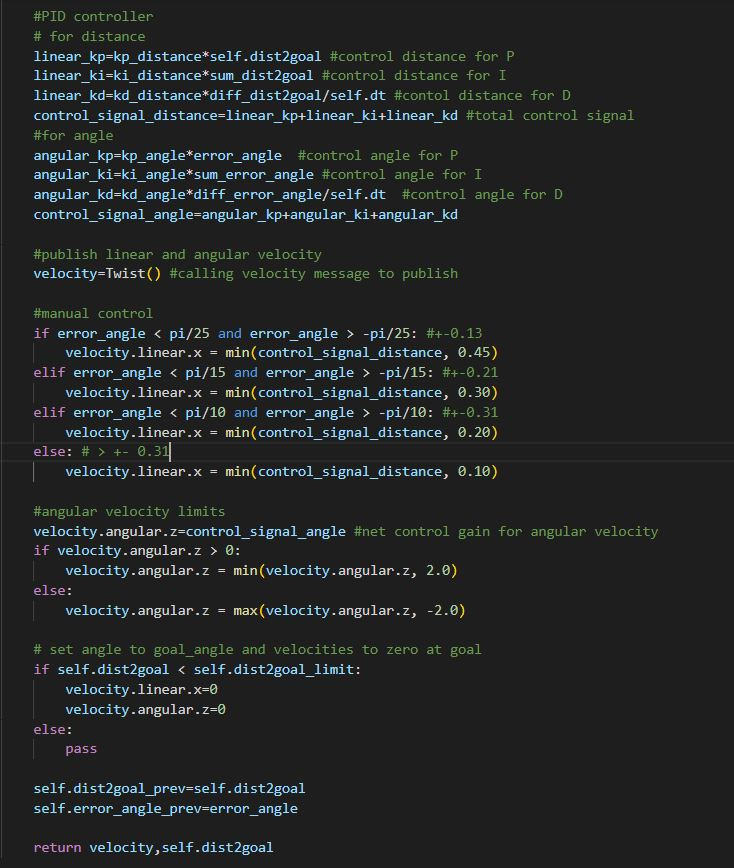 #PID controller
# for distance
linear_kp=kp_distance*self.dist2goal #control distance for P
linear_ki=ki_distance*sum_dist2goal #control distance for I
linear_kd=kd_distance*diff_dist2goal/self.dt #contol distance for D
control_signal_distance=linear_kp+linear_ki+linear_kd #total control signal
#for angle
angular_kp=kp_angle*error_angle  #control angle for P
angular_ki=ki_angle*sum_error_angle #control angle for I
angular_kd=kd_angle*diff_error_angle/self.dt  #control angle for D
control_signal_angle=angular_kp+angular_ki+angular_kd
#publish linear and angular velocity
velocity=Twist() #calling velocity message to publish
#manual control
if error_angle < pi/25 and error_angle > -pi/25: #+-0.13
    velocity.linear.x = min(control_signal_distance, 0.45)
elif error_angle < pi/15 and error_angle > -pi/15: #+-0.21
    velocity.linear.x = min(control_signal_distance, 0.30)
elif error_angle < pi/10 and error_angle > -pi/10: #+-0.31
    velocity.linear.x = min(control_signal_distance, 0.20)
else: # > +- 0.31
    velocity.linear.x = min(control_signal_distance, 0.10)
#angular velocity limits
velocity.angular.z=control_signal_angle #net control gain for angular velocity
if velocity.angular.z > 0:
    velocity.angular.z = min(velocity.angular.z, 2.0)
else:
    velocity.angular.z = max(velocity.angular.z, -2.0)
# set angle to goal_angle and velocities to zero at goal
if self.dist2goal < self.dist2goal_limit:
    velocity.linear.x=0
    velocity.angular.z=0
else:
    pass
self.dist2goal_prev=self.dist2goal
self.error_angle_prev=error_angle
return velocity,self.dist2goal